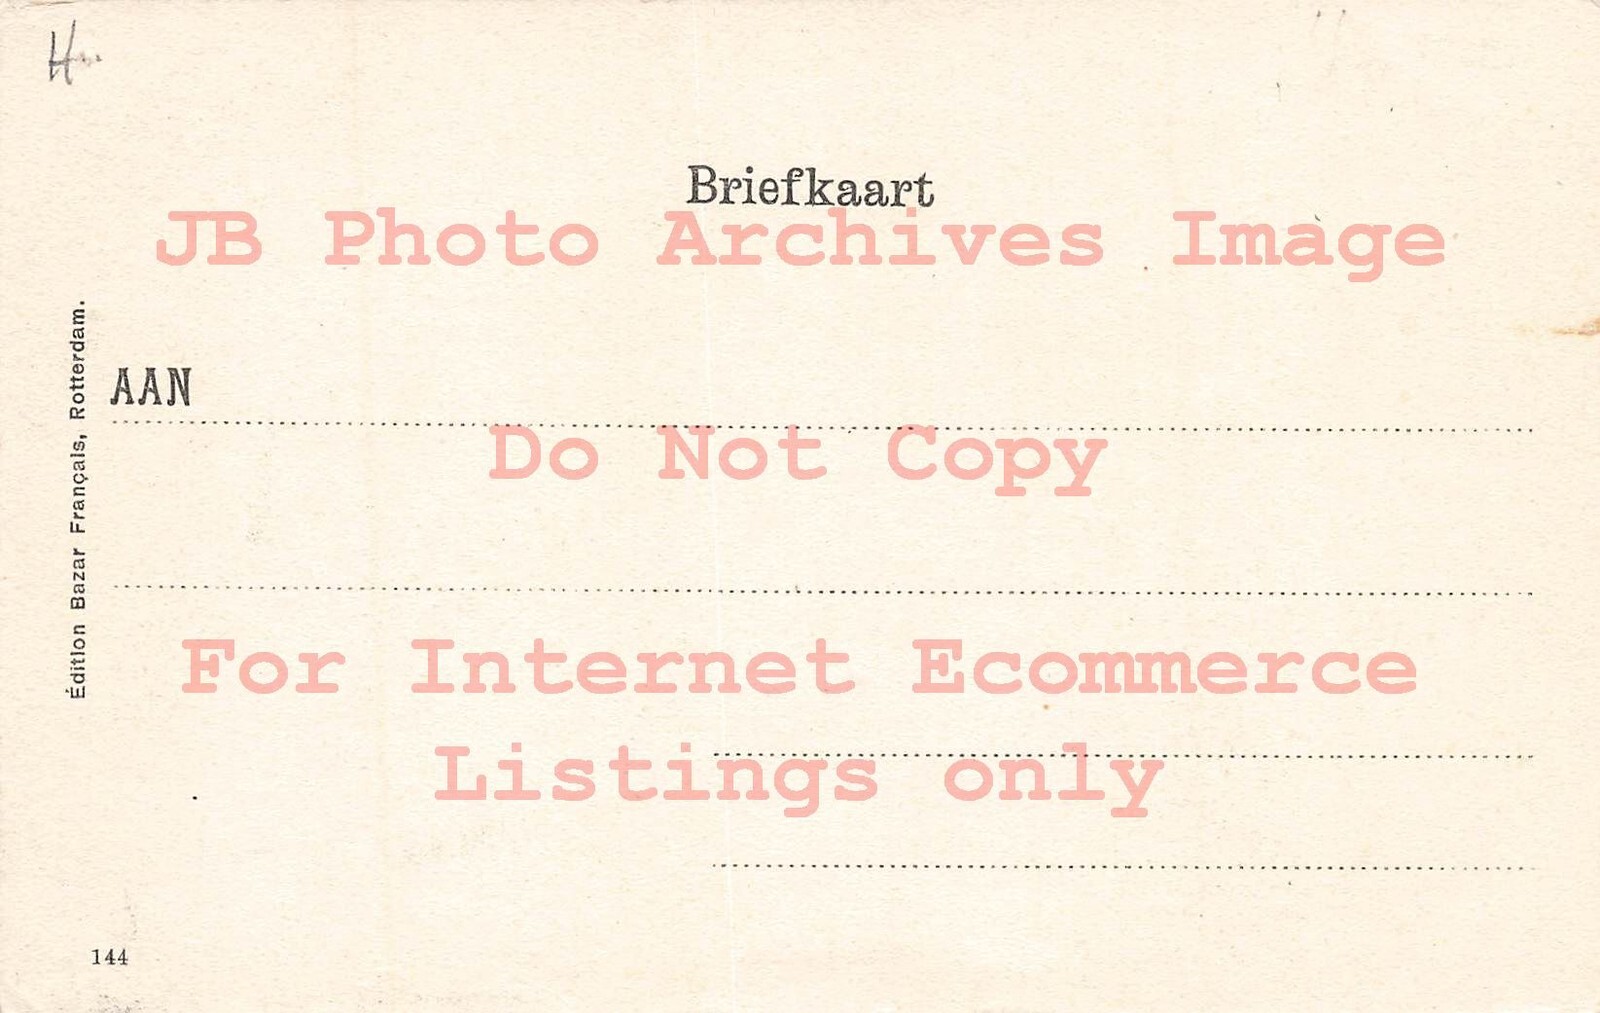 H
Briefkaart
JB Photo Archives Image
AAN
Do Not Copy
For Internet Ecommerce
Listings only
Édition Bazar Français, Rotterdam.
144